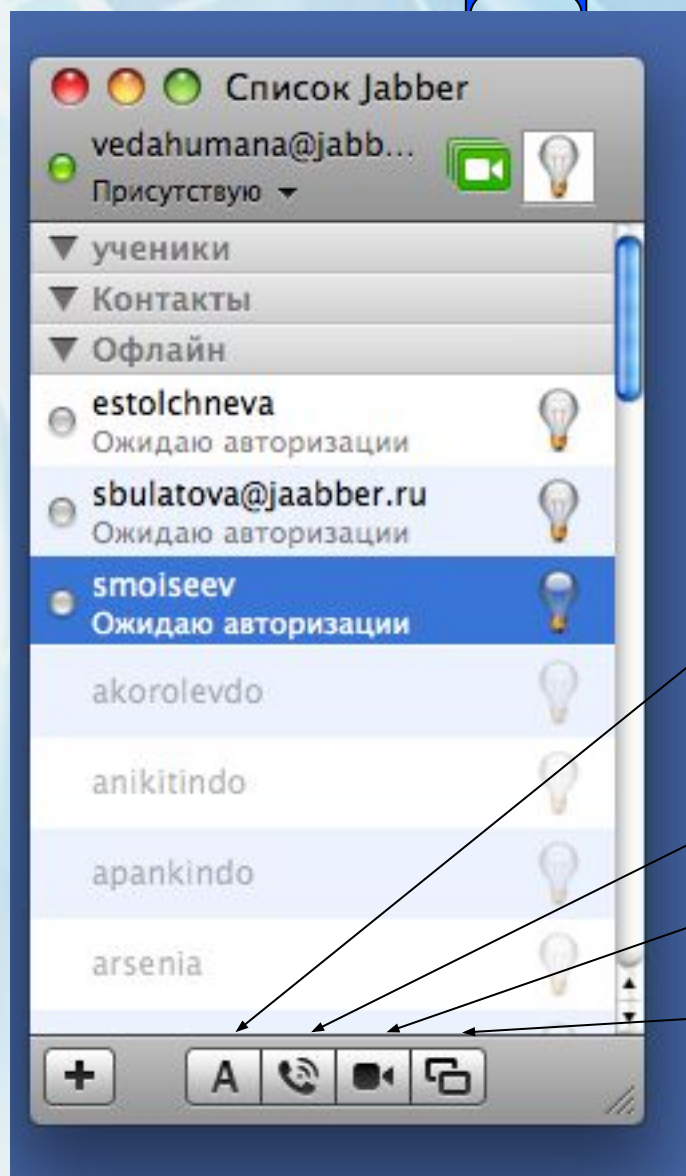 Список Jabber
vedahumana@jabb...
Присутствую
ученики
Контакты
Офлайн
estolchneva
Ожидаю авторизации
sbulatova@jaabber.ru
Ожидаю авторизации
smoiseev
Ожидаю авторизации
akorolevdo
anikitindo
apankindo
arsenia
A